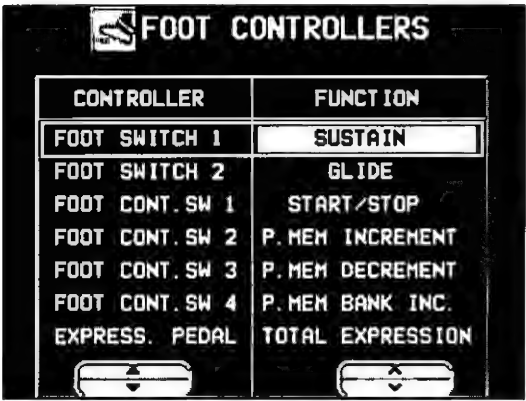 FOOT CONTROLLERS
CONTROLLER FUNCTION
FOOT SWITCH 1 SUSTAIN
FOOT SWITCH 2 GLIDE
FOOT CONT.SW 1 START/STOP
FOOT CONT.SW 2 P.MEM INCREMENT
FOOT CONT.SW 3 P.MEM DECREMENT
FOOT CONT.SW 4 P.MEM BANK INC.
EXPRESS. PEDAL TOTAL EXPRESSION